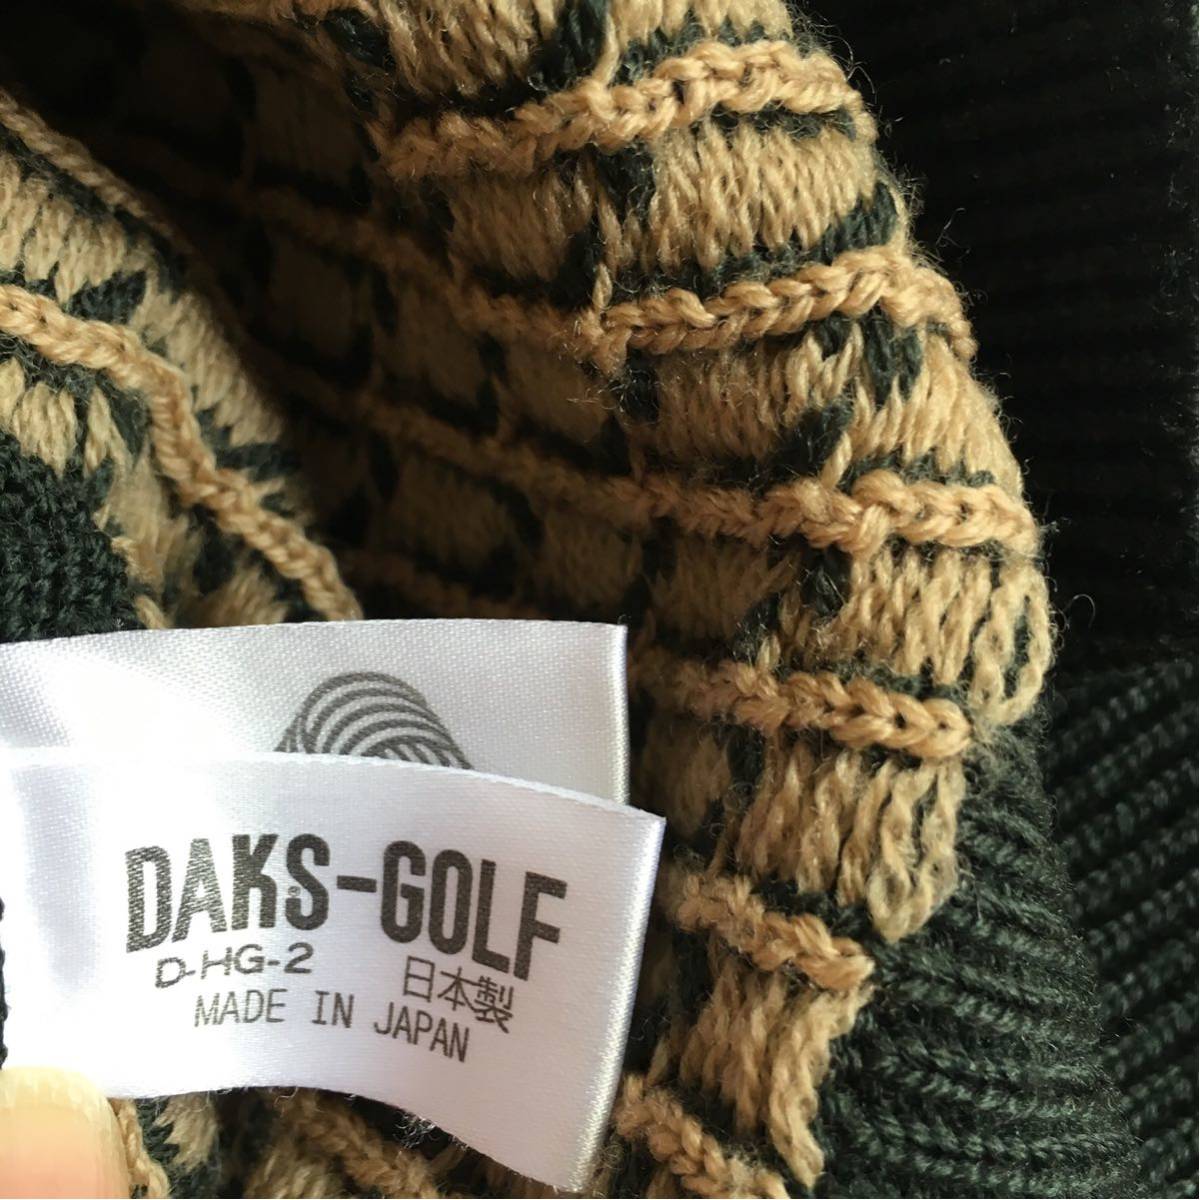 DAKS-GOLF
D-HG-2 日本製
MADE IN JAPAN